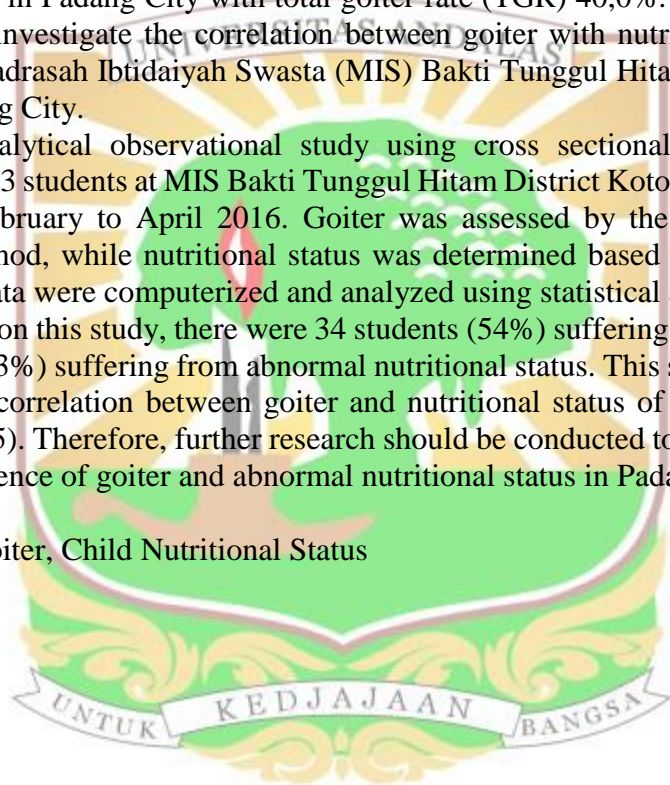 in Padang City with total goiter rate (TGR) 40,0%.
investigate the correlation between goiter with nutri
adrasah Ibtidaiyah Swasta (MIS) Bakti Tunggul Hita
g City.
alytical observational study using cross sectional
3 students at MIS Bakti Tunggul Hitam District Koto
bruary to April 2016. Goiter was assessed by the
hod, while nutritional status was determined based
ata were computerized and analyzed using statistical
on this study, there were 34 students (54%) suffering
3%) suffering from abnormal nutritional status. This s
correlation between goiter and nutritional status of
5). Therefore, further research should be conducted to
ence of goiter and abnormal nutritional status in Pada
oiter, Child Nutritional Status
UNIVERSITAS ANDALAS
UNTUK KEDJAJAAN BANGSA